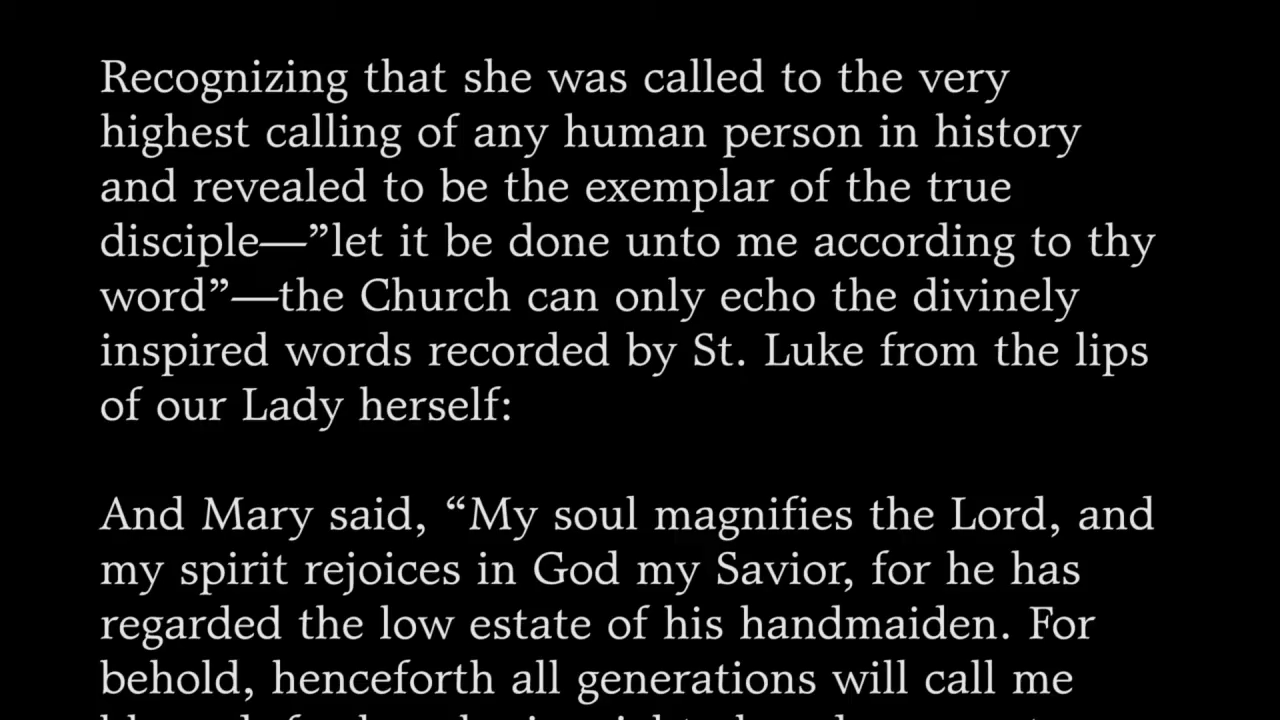 Recognizing that she was called to the very
highest calling of any human person in history
and revealed to be the exemplar of the true
disciple—”let it be done unto me according to thy
word”—the Church can only echo the divinely
inspired words recorded by St. Luke from the lips
of our Lady herself:
And Mary said, “My soul magnifies the Lord, and
my spirit rejoices in God my Savior, for he has
regarded the low estate of his handmaiden. For
behold, henceforth all generations will call me